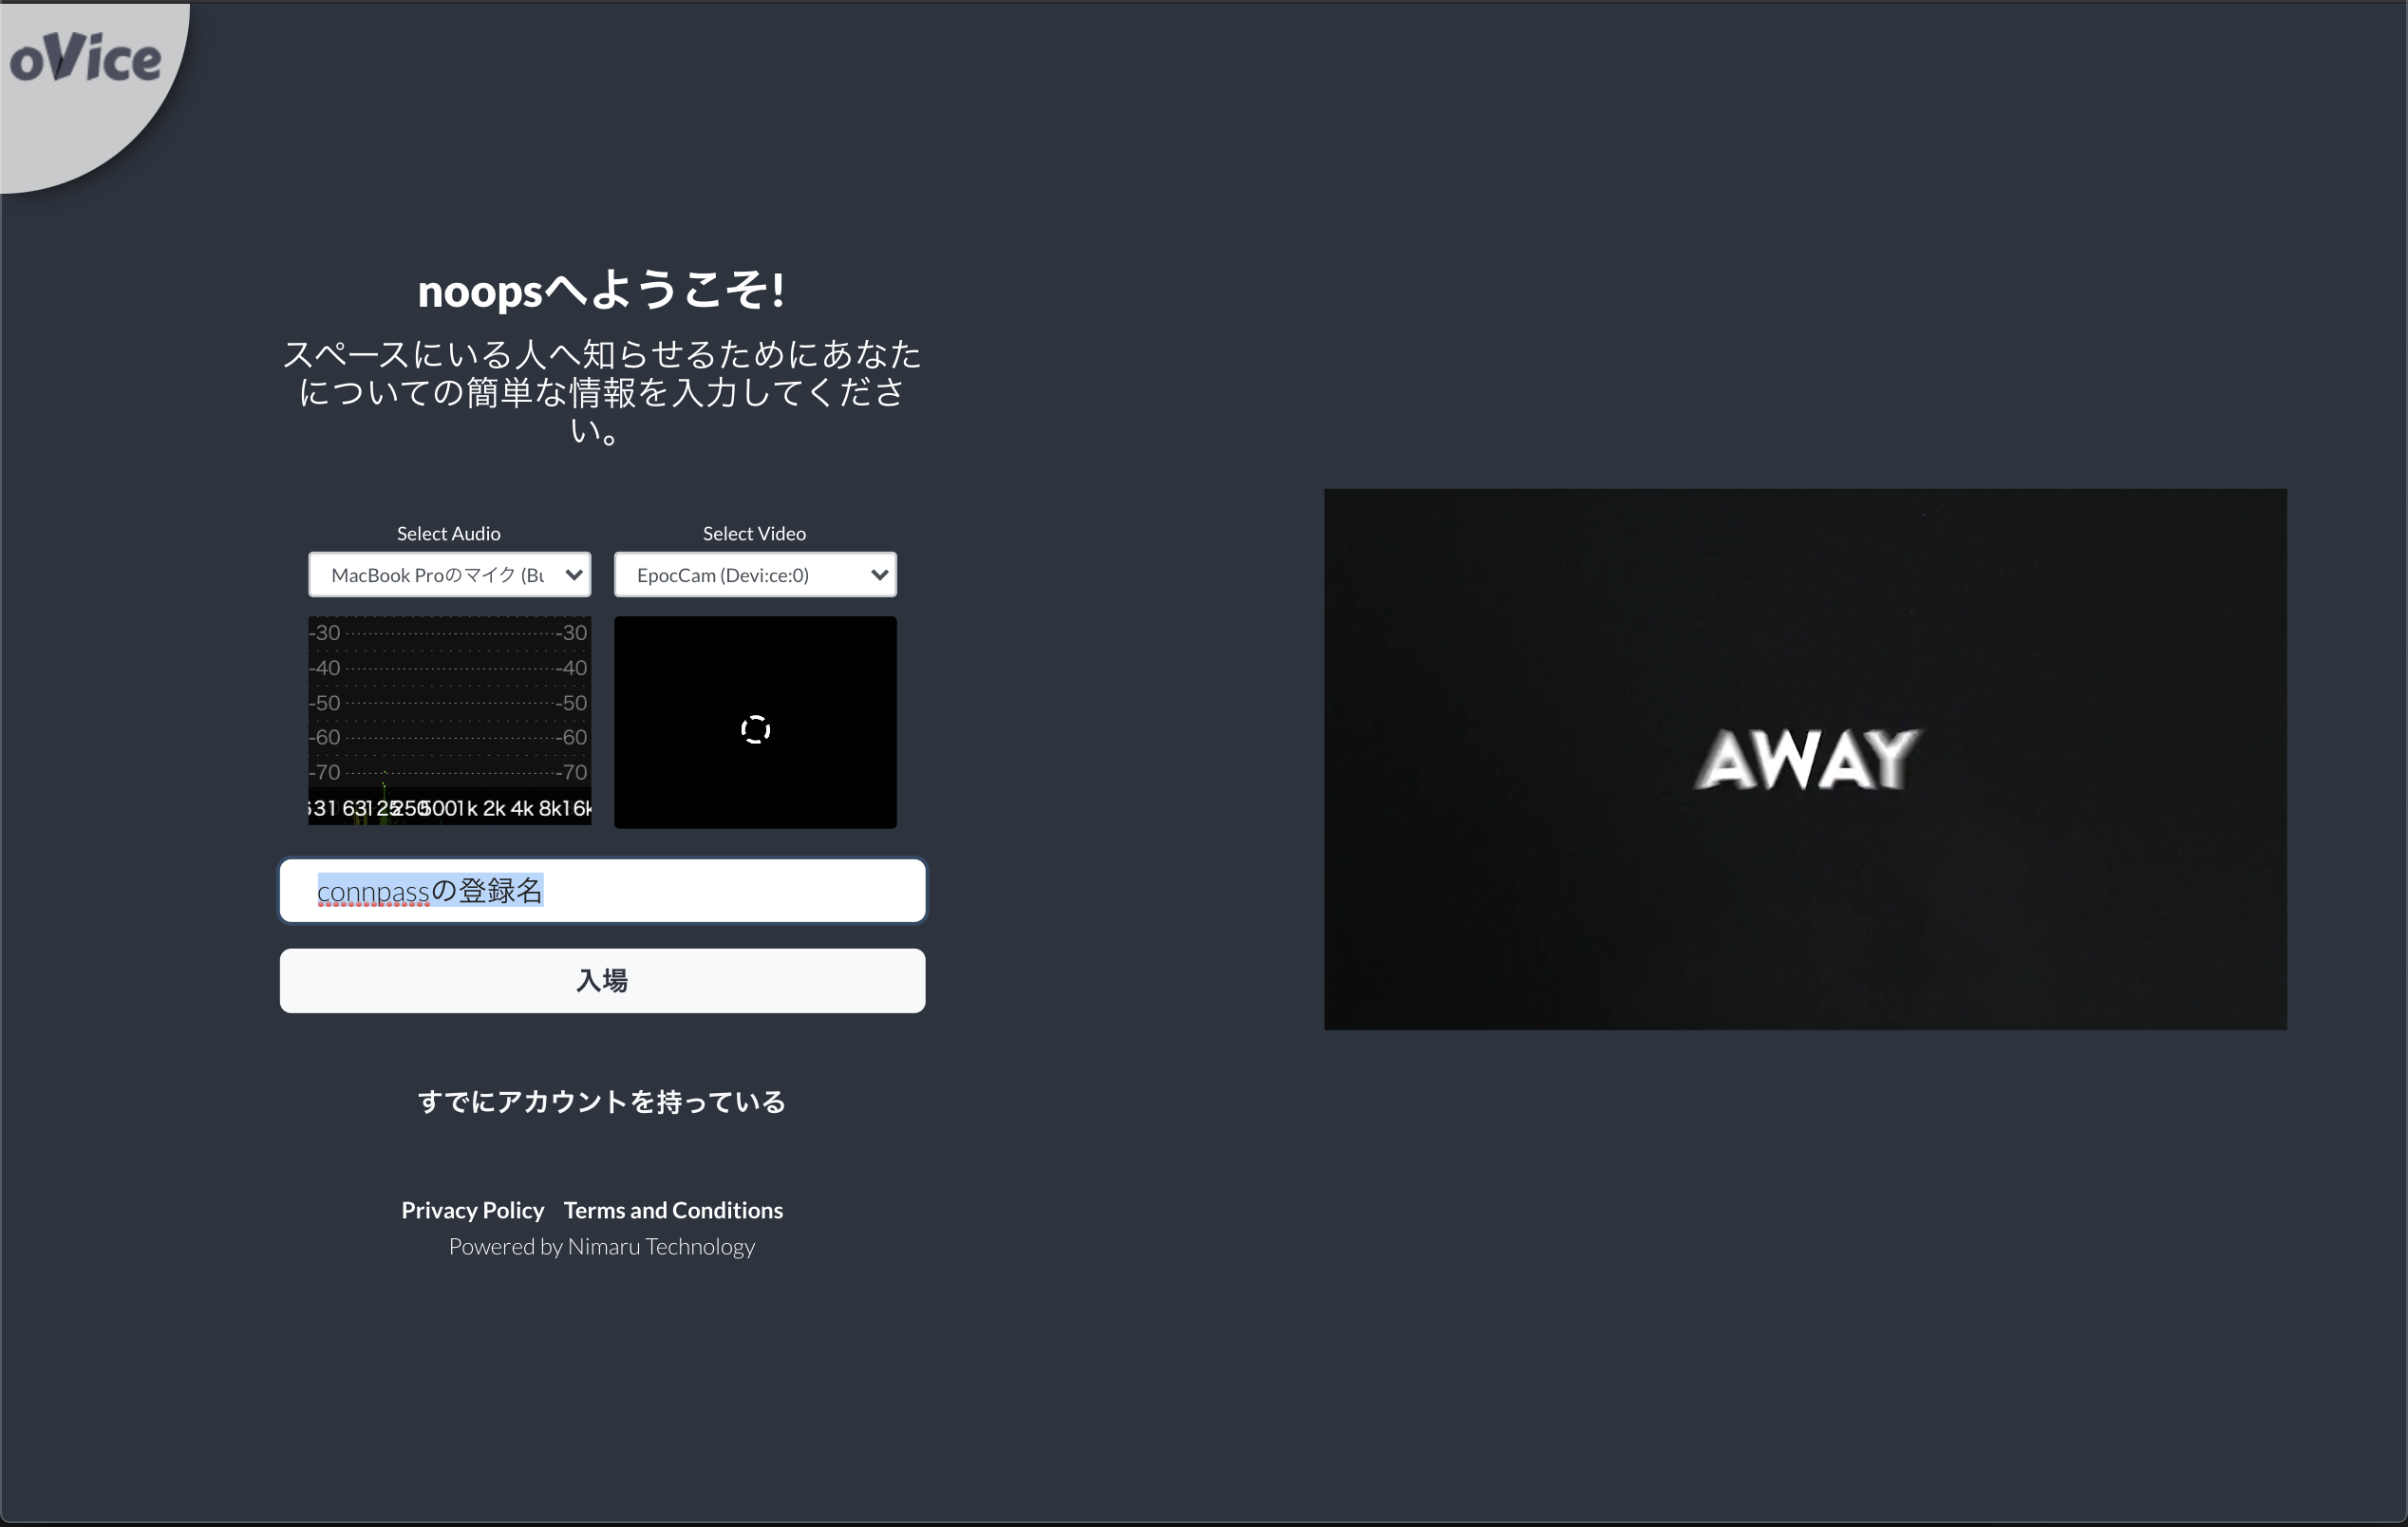 oVice
noopsへようこそ!
スペースにいる人へ知らせるためにあなた
についての簡単な情報を入力してくださ
い。
Select Audio
Select Video
MacBook Proのマイク (Bu
EpocCam (Devi:ce:0)
-30 -30
-40 -40
-50 -50
-60 -60
-70 -70
31 63 125 250 500 1k 2k 4k 8k 16k
connpassの登録名
入場
すでにアカウントを持っている
Privacy Policy Terms and Conditions
Powered by Nimaru Technology
AWAY